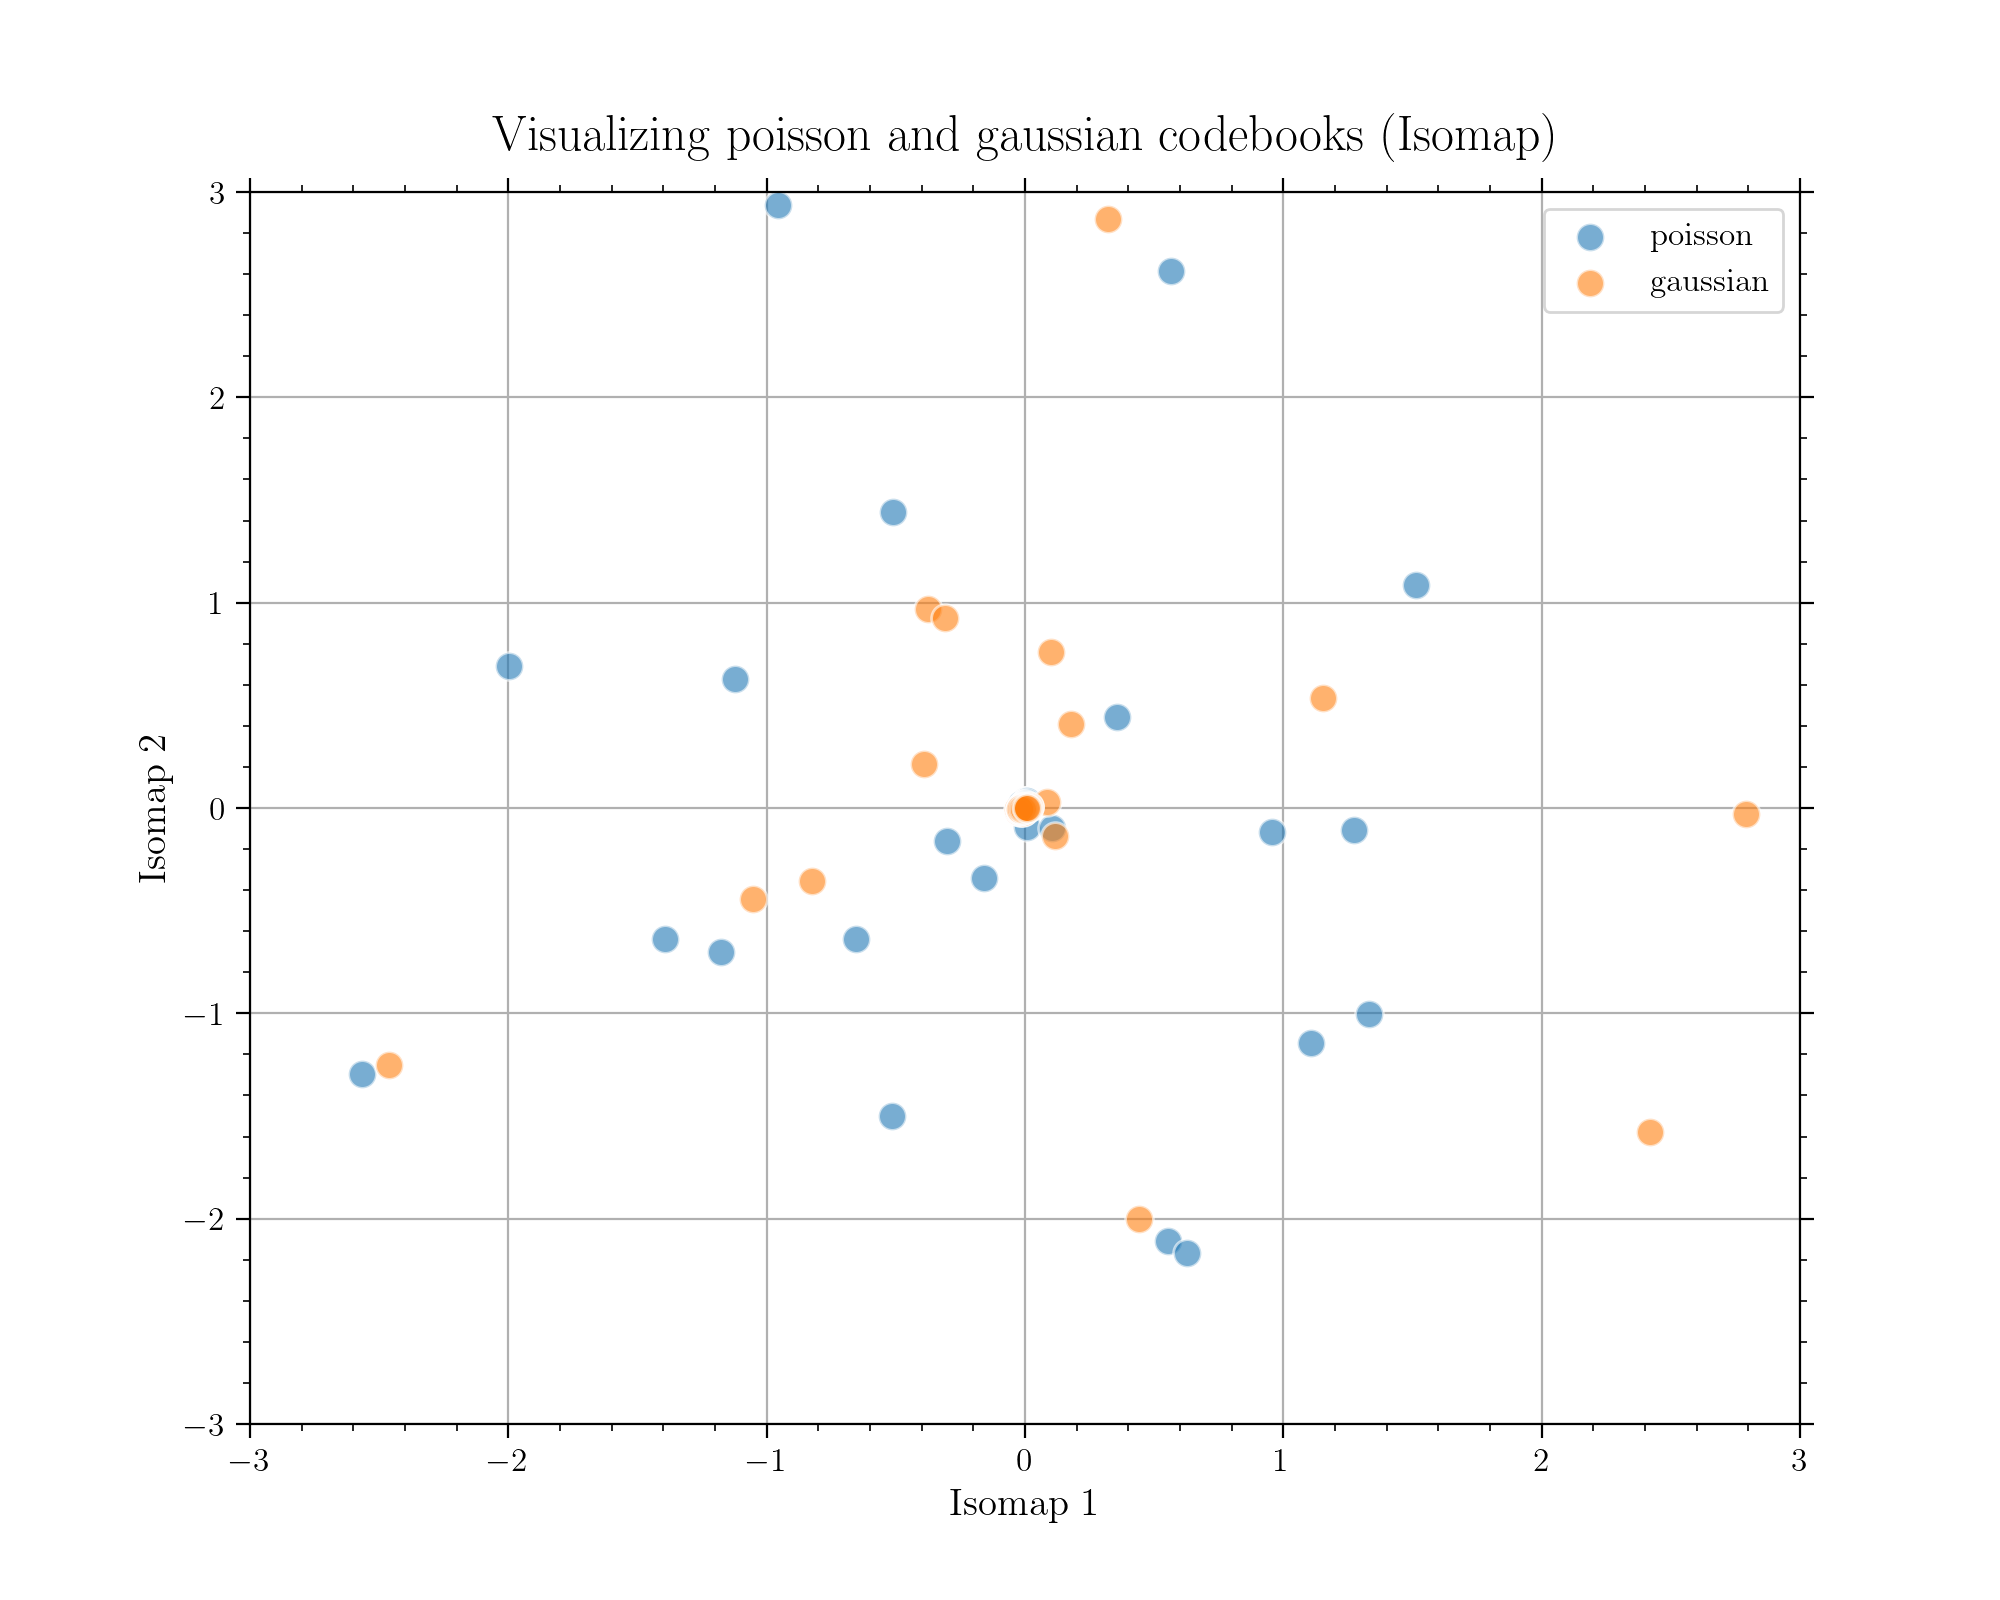 Visualizing poisson and gaussian codebooks (Isomap)
poisson
gaussian
3
2
1
0
−1
−2
−3
Isomap 2
−3
−2
−1
0
1
2
3
Isomap 1